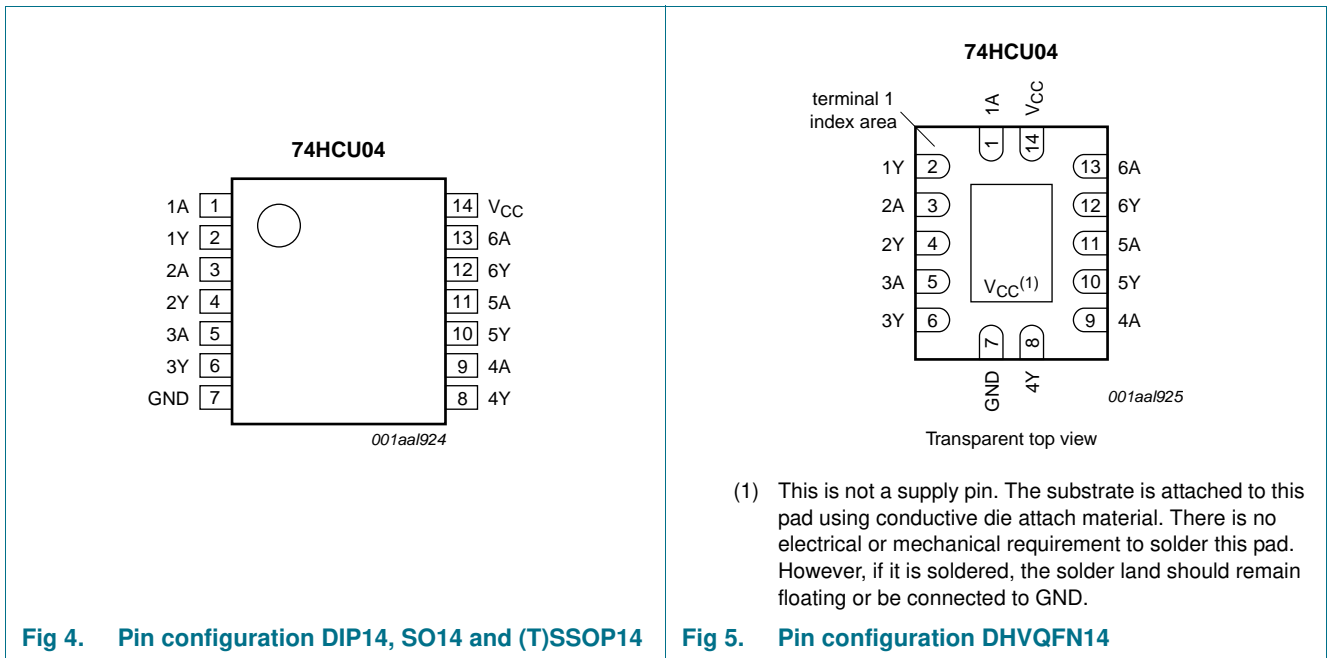 74HCU04
1A 1 14 VCC
1Y 2 13 6A
2A 3 12 6Y
2Y 4 11 5A
3A 5 10 5Y
3Y 6 9 4A
GND 7 8 4Y
001aal924
Fig 4. Pin configuration DIP14, SO14 and (T)SSOP14
74HCU04
terminal 1
index area
1A VCC
1 14
1Y 2 13 6A
2A 3 12 6Y
2Y 4 11 5A
3A 5 10 5Y
VCC(1)
3Y 6 9 4A
7 8
GND 4Y
001aal925
Transparent top view
(1) This is not a supply pin. The substrate is attached to this
pad using conductive die attach material. There is no
electrical or mechanical requirement to solder this pad.
However, if it is soldered, the solder land should remain
floating or be connected to GND.
Fig 5. Pin configuration DHVQFN14